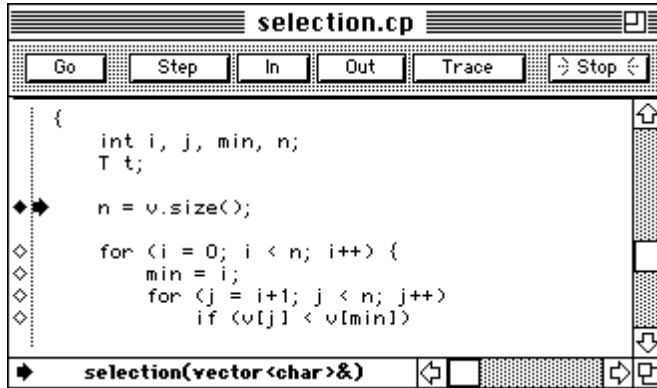 selection.cp
Go Step In Out Trace Stop
{
int i, j, min, n;
T t;
n = v.size();
for (i = 0; i < n; i++) {
min = i;
for (j = i+1; j < n; j++)
if (v[j] < v[min])
selection(vector<char>&)